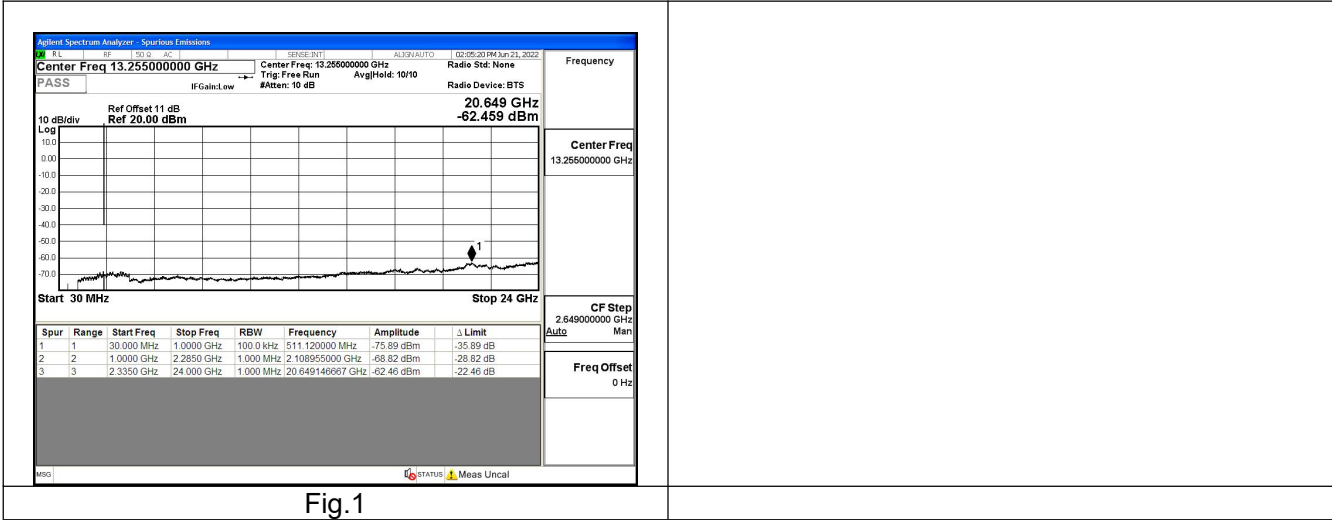 Agilent Spectrum Analyzer - Spurious Emissions
RL RF 50 Ω AC SENSE:INT ALIGN AUTO 02:05:20 PM Jun 21, 2022
Center Freq 13.255000000 GHz
Center Freq: 13.255000000 GHz
Radio Std: None
Trig: Free Run Avg|Hold: 10/10
PASS
IFGain:Low
#Atten: 10 dB
Radio Device: BTS
Ref Offset 11 dB
20.649 GHz
10 dB/div Ref 20.00 dBm
-62.459 dBm
Log
10.0
0.00
-10.0
-20.0
-30.0
-40.0
-50.0
-60.0
-70.0
1
Start 30 MHz Stop 24 GHz
Spur Range Start Freq Stop Freq RBW Frequency Amplitude Δ Limit
1 1 30.000 MHz 1.0000 GHz 100.0 kHz 511.120000 MHz -75.89 dBm -35.89 dB
2 2 1.0000 GHz 2.2850 GHz 1.000 MHz 2.108955000 GHz -68.82 dBm -28.82 dB
3 3 2.3350 GHz 24.000 GHz 1.000 MHz 20.649146667 GHz -62.46 dBm -22.46 dB
MSG STATUS Meas Uncal
Frequency
Center Freq
13.255000000 GHz
CF Step
2.649000000 GHz
Auto Man
Freq Offset
0 Hz
Fig.1